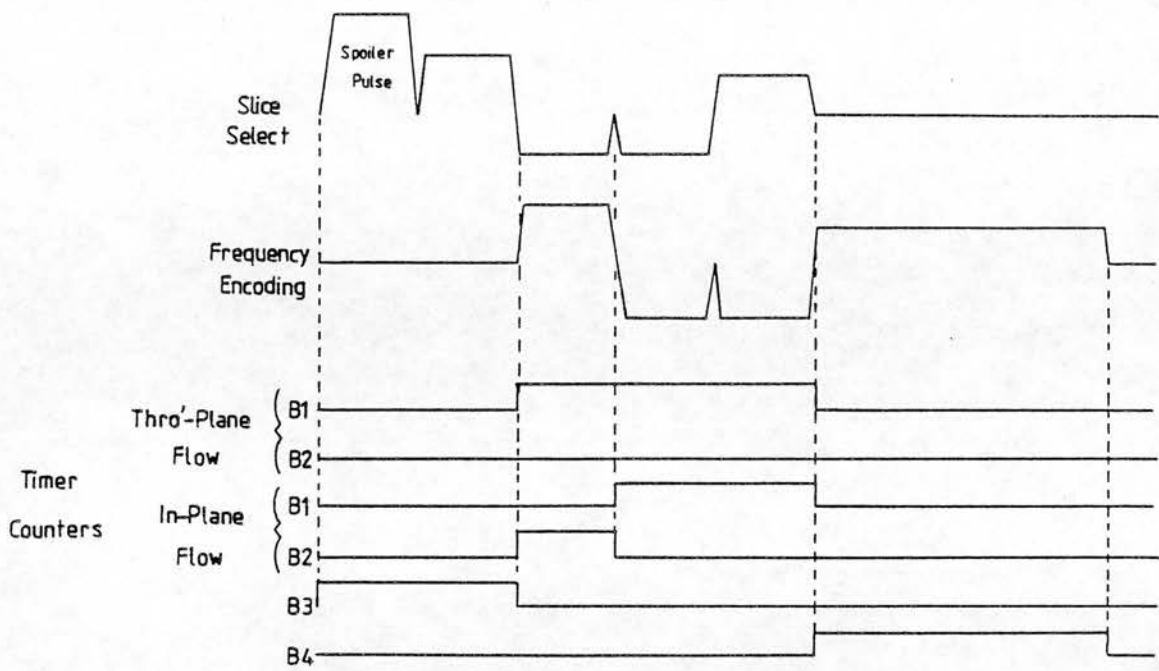 Spoiler
Pulse
Slice
Select
Frequency
Encoding
Thro'-Plane
Flow
B1
B2
Timer
Counters
In-Plane
Flow
B1
B2
B3
B4